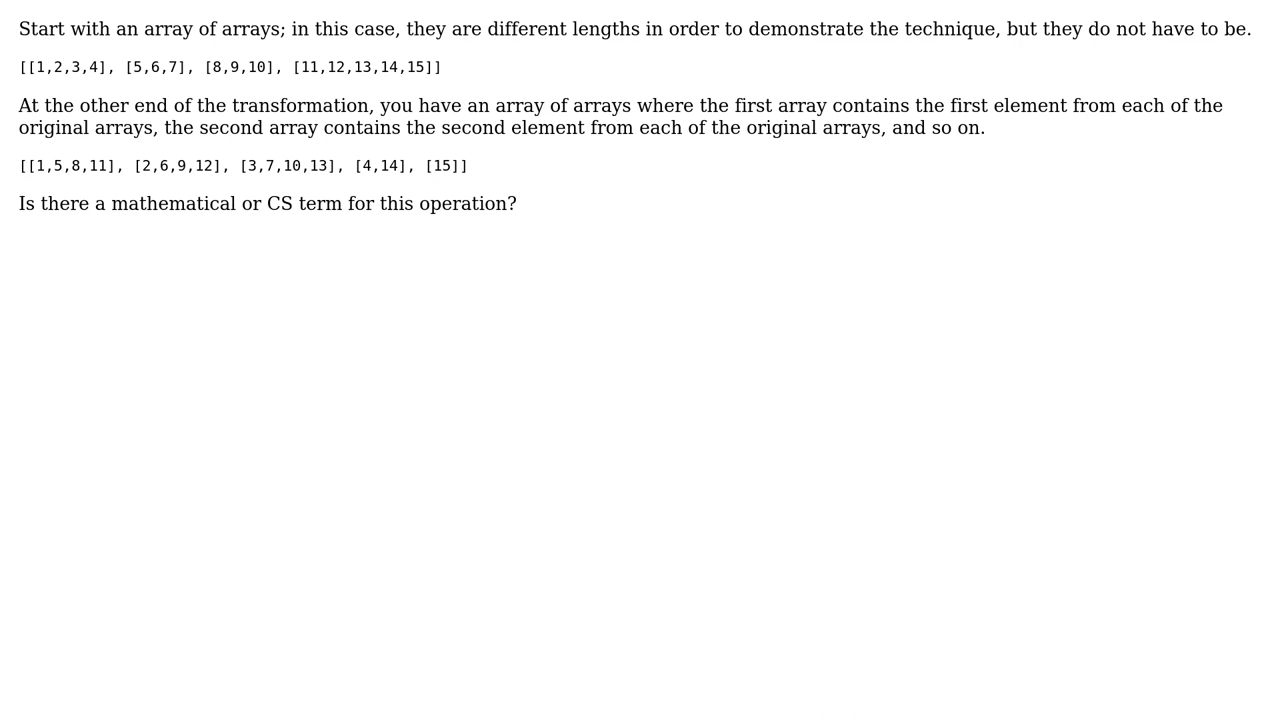 Start with an array of arrays; in this case, they are different lengths in order to demonstrate the technique, but they do not have to be.
[[1,2,3,4], [5,6,7], [8,9,10], [11,12,13,14,15]]
At the other end of the transformation, you have an array of arrays where the first array contains the first element from each of the
original arrays, the second array contains the second element from each of the original arrays, and so on.
[[1,5,8,11], [2,6,9,12], [3,7,10,13], [4,14], [15]]
Is there a mathematical or CS term for this operation?